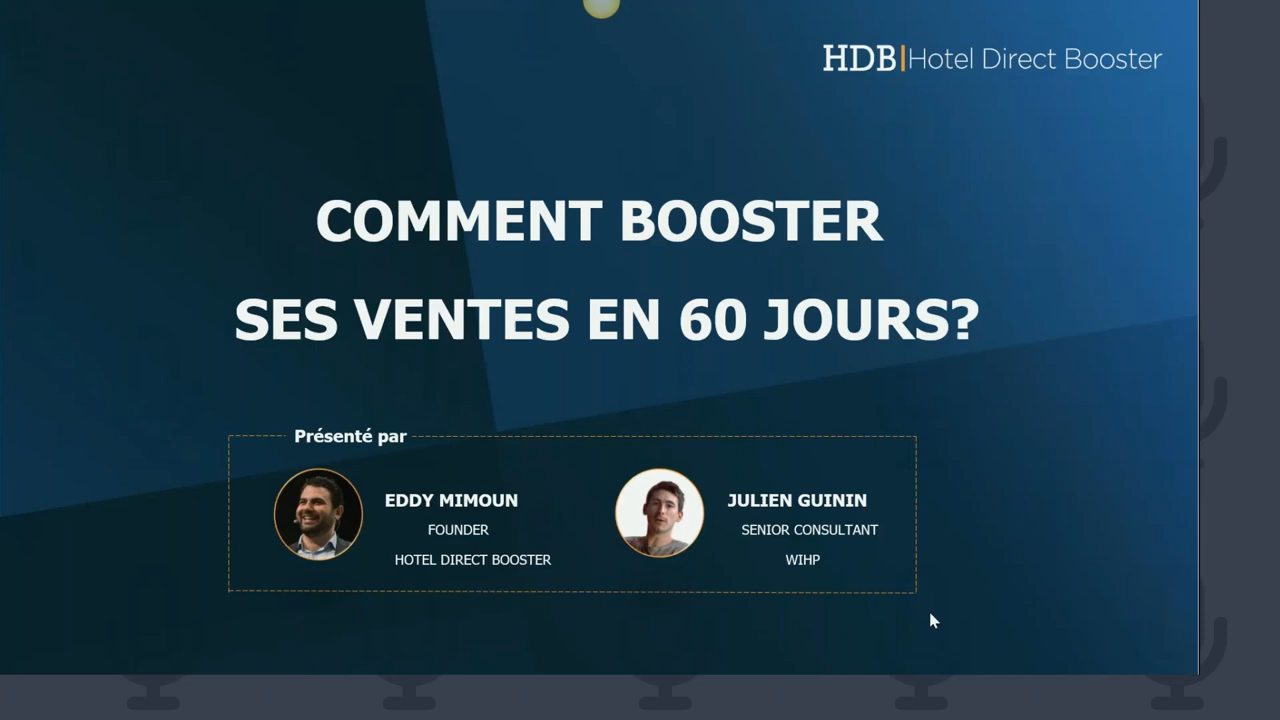 HDB|Hotel Direct Booster
COMMENT BOOSTER
SES VENTES EN 60 JOURS?
Présenté par
EDDY MIMOUN
FOUNDER
HOTEL DIRECT BOOSTER
JULIEN GUININ
SENIOR CONSULTANT
WIHP